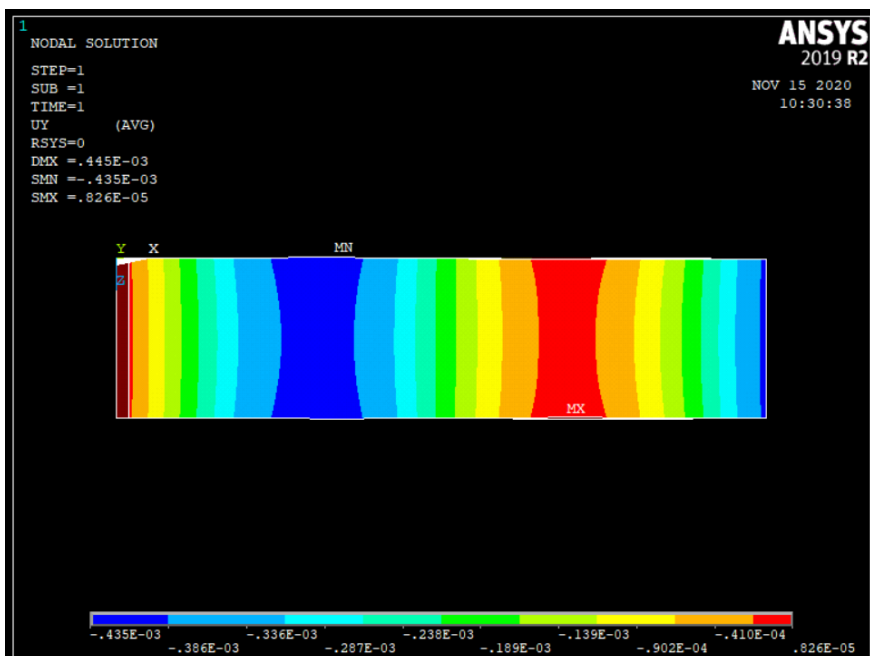 1
NODAL SOLUTION
STEP=1
SUB =1
TIME=1
UY (AVG)
RSYS=0
DMX =.445E-03
SMN =-.435E-03
SMX =.826E-05
ANSYS
2019 R2
NOV 15 2020
10:30:38
Y X MN
Z
MX
-.435E-03 -.336E-03 -.238E-03 -.139E-03 -.410E-04
-.386E-03 -.287E-03 -.189E-03 -.902E-04 .826E-05